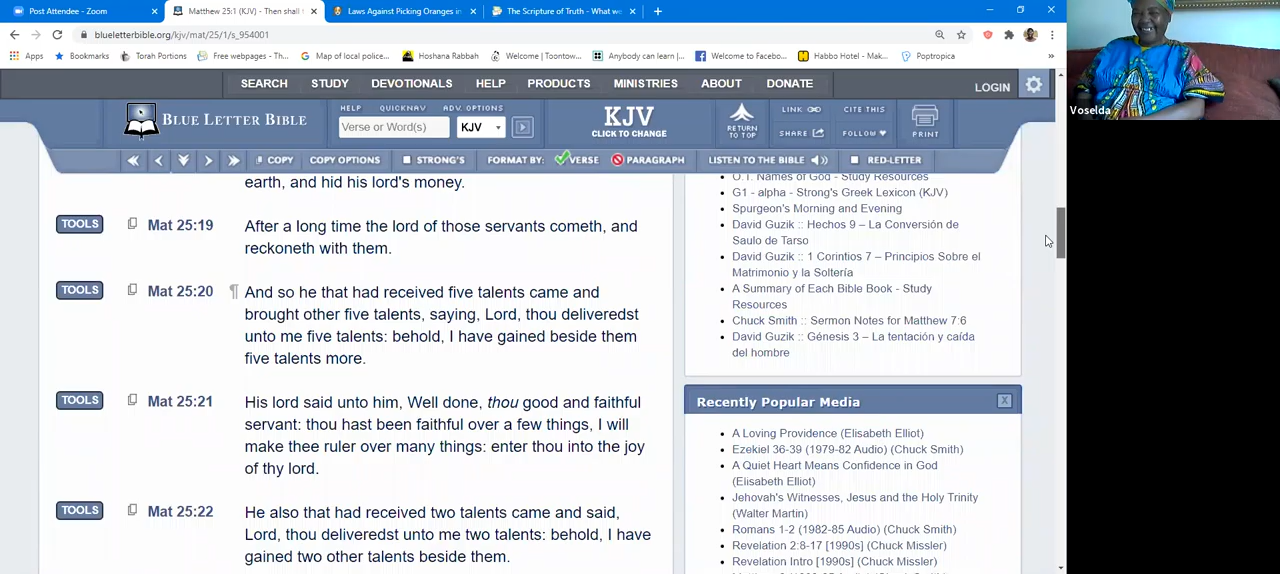 Post Attendee - Zoom
Matthew 25:1 (KJV) - Then shall t
Laws Against Picking Oranges in
The Scripture of Truth - What we
blueletterbible.org/kjv/mat/25/1/s_954001
Apps
Bookmarks
Torah Portions
Free webpages - Th...
Map of local police...
Hoshana Rabbah
Welcome | Toontow...
Anybody can learn |...
Welcome to Faceboo...
Habbo Hotel - Mak...
Poptropica
»
SEARCH
STUDY
DEVOTIONALS
HELP
PRODUCTS
MINISTRIES
ABOUT
DONATE
LOGIN
BLUE LETTER BIBLE
HELP
QUICKNAV
ADV. OPTIONS
Verse or Word(s)
KJV
KJV
CLICK TO CHANGE
RETURN
TO TOP
LINK
CITE THIS
SHARE
FOLLOW
PRINT
COPY
COPY OPTIONS
STRONG'S
FORMAT BY:
VERSE
PARAGRAPH
LISTEN TO THE BIBLE
RED-LETTER
earth, and hid his lord's money.
TOOLS
Mat 25:19
After a long time the lord of those servants cometh, and
reckoneth with them.
TOOLS
Mat 25:20
¶ And so he that had received five talents came and
brought other five talents, saying, Lord, thou deliveredst
unto me five talents: behold, I have gained beside them
five talents more.
TOOLS
Mat 25:21
His lord said unto him, Well done, thou good and faithful
servant: thou hast been faithful over a few things, I will
make thee ruler over many things: enter thou into the joy
of thy lord.
TOOLS
Mat 25:22
He also that had received two talents came and said,
Lord, thou deliveredst unto me two talents: behold, I have
gained two other talents beside them.
O.T. Names of God - Study Resources
G1 - alpha - Strong's Greek Lexicon (KJV)
Spurgeon's Morning and Evening
David Guzik :: Hechos 9 – La Conversión de
Saulo de Tarso
David Guzik :: 1 Corintios 7 – Principios Sobre el
Matrimonio y la Soltería
A Summary of Each Bible Book - Study
Resources
Chuck Smith :: Sermon Notes for Matthew 7:6
David Guzik :: Génesis 3 – La tentación y caída
del hombre
Recently Popular Media
A Loving Providence (Elisabeth Elliot)
Ezekiel 36-39 (1979-82 Audio) (Chuck Smith)
A Quiet Heart Means Confidence in God
(Elisabeth Elliot)
Jehovah's Witnesses, Jesus and the Holy Trinity
(Walter Martin)
Romans 1-2 (1982-85 Audio) (Chuck Smith)
Revelation 2:8-17 [1990s] (Chuck Missler)
Revelation Intro [1990s] (Chuck Missler)
Voselda